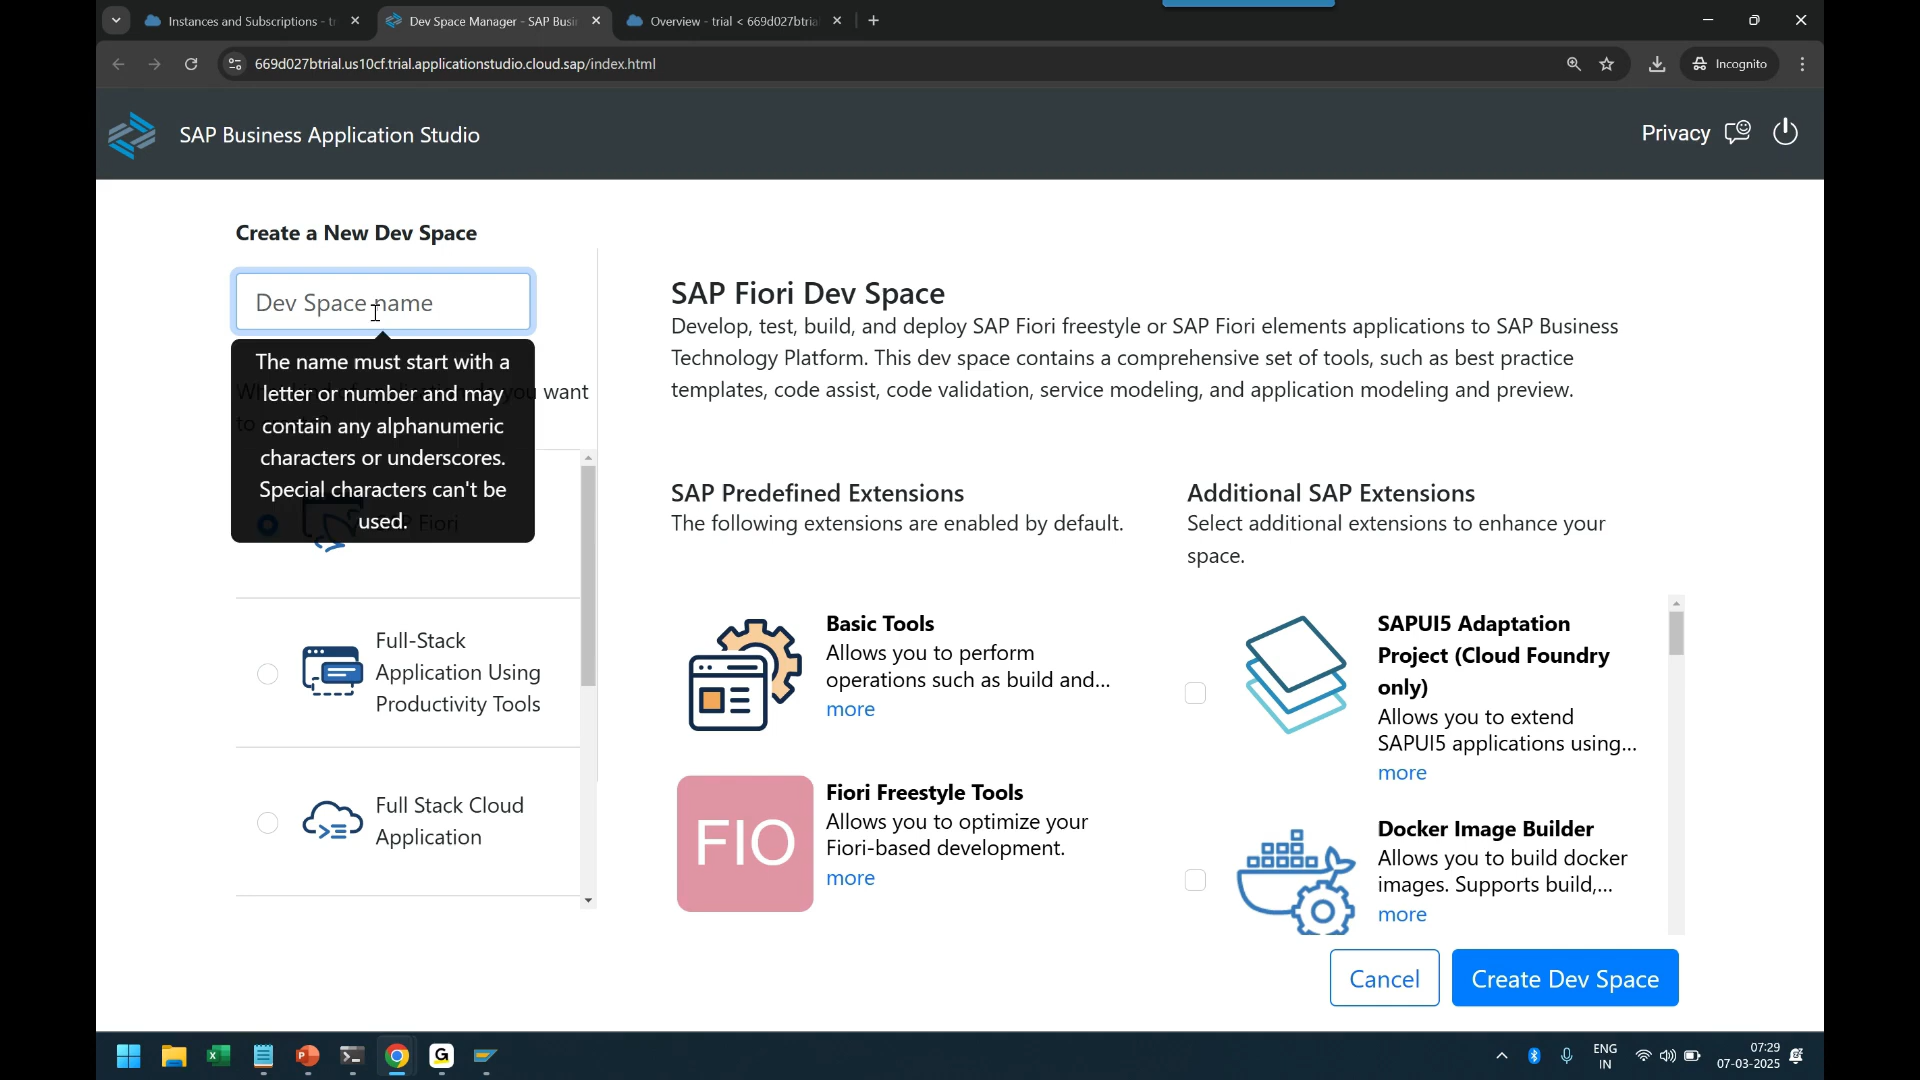 Instances and Subscriptions - tr
Dev Space Manager - SAP Busi
Overview - trial < 669d027btria
669d027btrial.us10cf.trial.applicationstudio.cloud.sap/index.html
Incognito
SAP Business Application Studio
Privacy
Create a New Dev Space
Dev Space name
The name must start with a
letter or number and may
contain any alphanumeric
characters or underscores.
Special characters can't be
used.
you want
to
Fiori
Full-Stack
Application Using
Productivity Tools
Full Stack Cloud
Application
SAP Fiori Dev Space
Develop, test, build, and deploy SAP Fiori freestyle or SAP Fiori elements applications to SAP Business
Technology Platform. This dev space contains a comprehensive set of tools, such as best practice
templates, code assist, code validation, service modeling, and application modeling and preview.
SAP Predefined Extensions
The following extensions are enabled by default.
Basic Tools
Allows you to perform
operations such as build and...
more
FIO
Fiori Freestyle Tools
Allows you to optimize your
Fiori-based development.
more
Additional SAP Extensions
Select additional extensions to enhance your
space.
SAPUI5 Adaptation
Project (Cloud Foundry
only)
Allows you to extend
SAPUI5 applications using...
more
Docker Image Builder
Allows you to build docker
images. Supports build,...
more
Cancel
Create Dev Space
ENG
IN
07:29
07-03-2025